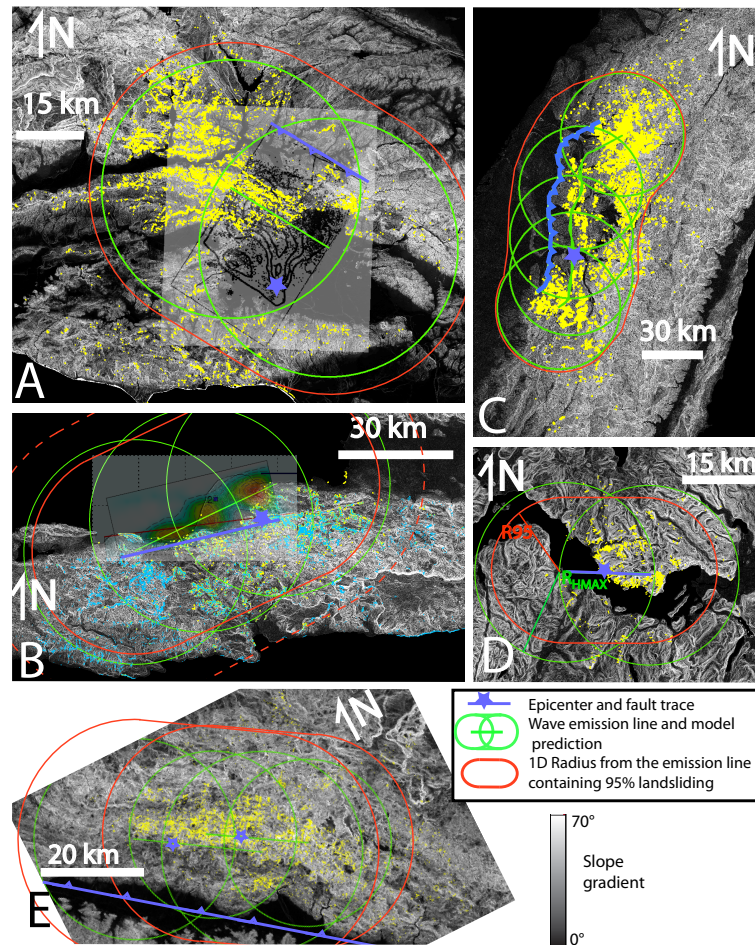 N
15 km
A
N
30 km
C
30 km
N
B
N
15 km
R95
RHMAX
D
N
20 km
E
Epicenter and fault trace
Wave emission line and model
prediction
1D Radius from the emission line
containing 95% landsliding
70°
Slope
gradient
0°